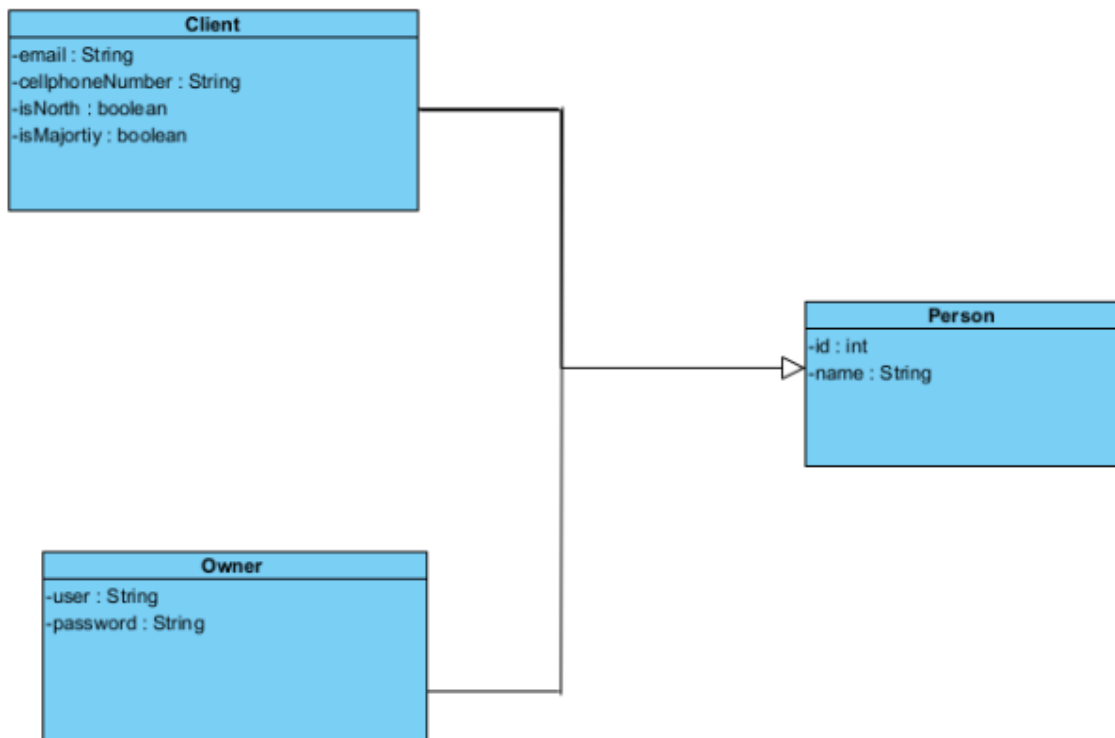 Client
-email : String
-cellphoneNumber : String
-isNorth : boolean
-isMajortiy : boolean
Person
-id : int
-name : String
Owner
-user : String
-password : String